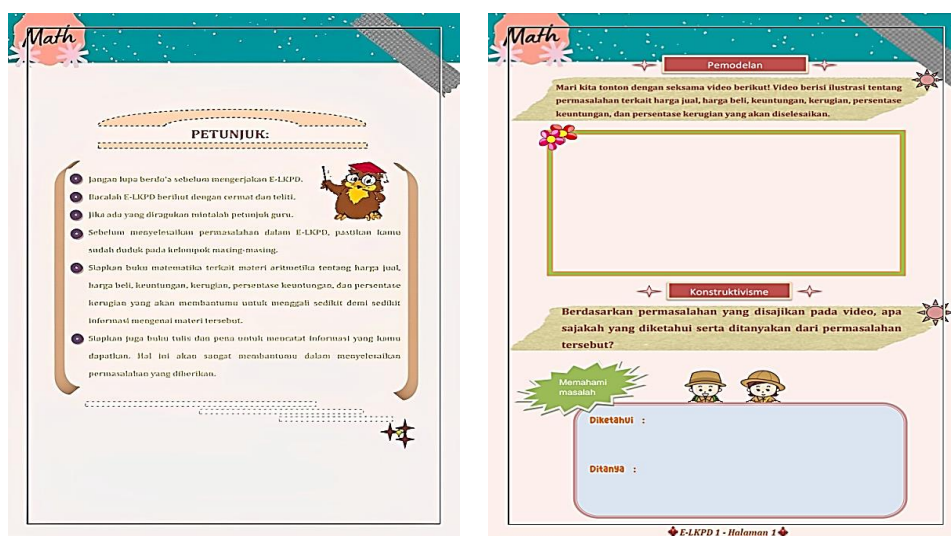 Math
PETUNJUK:
Jangan lupa berdo'a sebelum mengerjakan E-LKPD.
Bacalah E-LKPD berikut dengan cermat dan teliti.
Jika ada yang diragukan mintalah petunjuk guru.
Sebelum menyelesaikan permasalahan dalam E-LKPD, pastikan kamu
sudah duduk pada kelompok masing-masing.
Siapkan buku matematika terkait materi aritmetika tentang harga jual,
harga beli, keuntungan, kerugian, persentase keuntungan, dan persentase
kerugian yang akan membantumu untuk menggali sedikit demi sedikit
informasi mengenai materi tersebut.
Siapkan juga buku tulis dan pena untuk mencatat informasi yang kamu
dapatkan. Hal ini akan sangat membantumu dalam menyelesaikan
permasalahan yang diberikan.
Math
Pemodelan
Mari kita tonton dengan seksama video berikut! Video berisi ilustrasi tentang
permasalahan terkait harga jual, harga beli, keuntungan, kerugian, persentase
keuntungan, dan persentase kerugian yang akan diselesaikan.
Konstruktivisme
Berdasarkan permasalahan yang disajikan pada video, apa
sajakah yang diketahui serta ditanyakan dari permasalahan
tersebut?
Memahami
masalah
Diketahui :
Ditanya :
E-LKPD 1 - Halaman 1